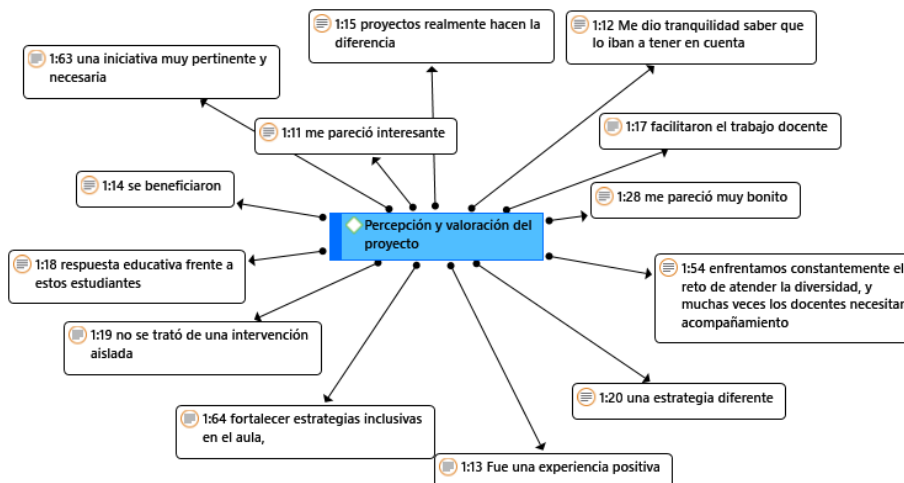 1:15 proyectos realmente hacen la
diferencia
1:12 Me dio tranquilidad saber que
lo iban a tener en cuenta
1:63 una iniciativa muy pertinente y
necesaria
1:11 me pareció interesante
1:17 facilitaron el trabajo docente
1:14 se beneficiaron
1:28 me pareció muy bonito
Percepción y valoración del
proyecto
1:18 respuesta educativa frente a
estos estudiantes
1:54 enfrentamos constantemente el
reto de atender la diversidad, y
muchas veces los docentes necesitan
acompañamiento
1:19 no se trató de una intervención
aislada
1:20 una estrategia diferente
1:64 fortalecer estrategias inclusivas
en el aula,
1:13 Fue una experiencia positiva